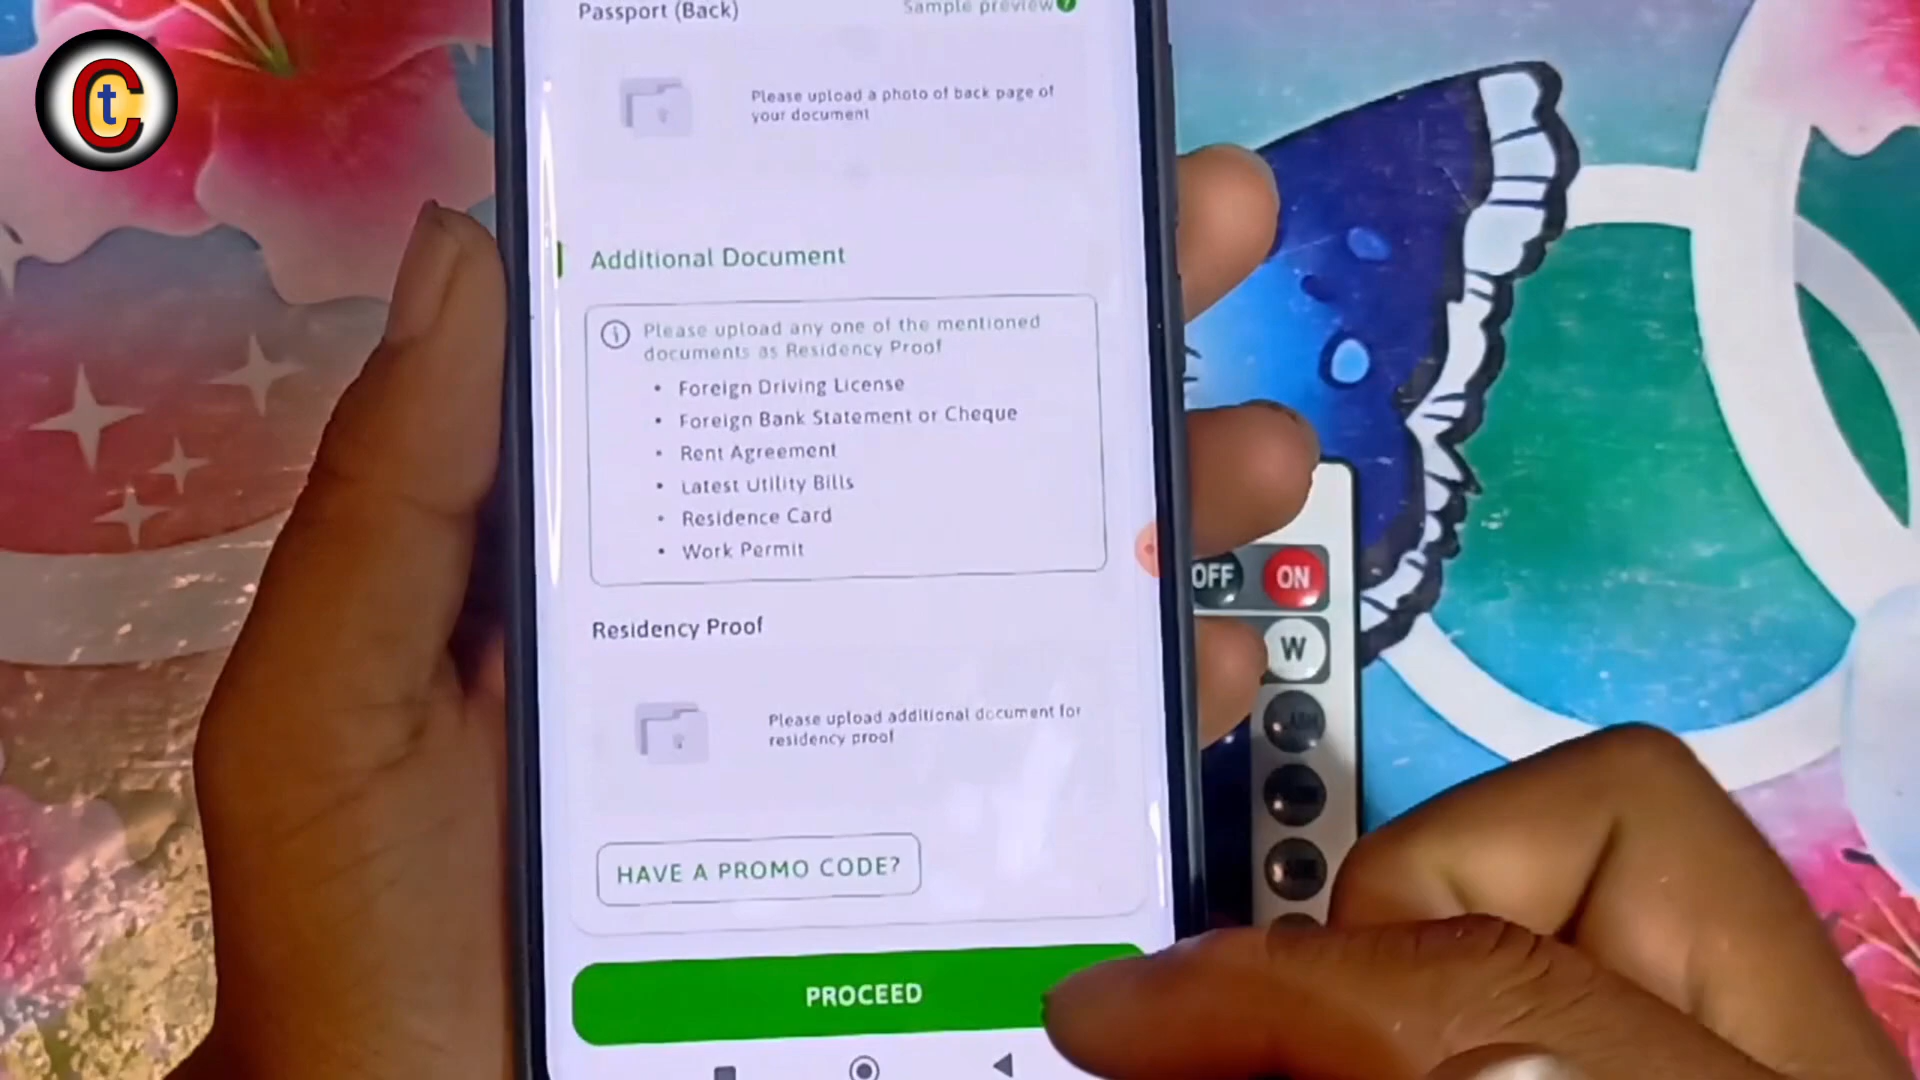 Passport (Back)
Sample preview ?
Please upload a photo of back page of
your document
Additional Document
Please upload any one of the mentioned
documents as Residency Proof
• Foreign Driving License
• Foreign Bank Statement or Cheque
• Rent Agreement
• Latest Utility Bills
• Residence Card
• Work Permit
Residency Proof
Please upload additional document for
residency proof
HAVE A PROMO CODE?
PROCEED
OFF
ON
W
C
t